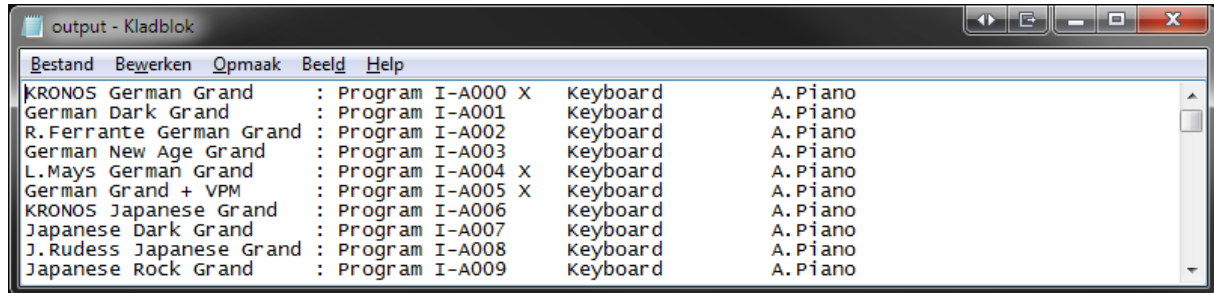 output - Kladblok
Bestand Bewerken Opmaak Beeld Help
KRONOS German Grand : Program I-A000 X Keyboard A.Piano
German Dark Grand : Program I-A001 Keyboard A.Piano
R.Ferrante German Grand : Program I-A002 Keyboard A.Piano
German New Age Grand : Program I-A003 Keyboard A.Piano
L.Mays German Grand : Program I-A004 X Keyboard A.Piano
German Grand + VPM : Program I-A005 X Keyboard A.Piano
KRONOS Japanese Grand : Program I-A006 Keyboard A.Piano
Japanese Dark Grand : Program I-A007 Keyboard A.Piano
J.Rudess Japanese Grand : Program I-A008 Keyboard A.Piano
Japanese Rock Grand : Program I-A009 Keyboard A.Piano